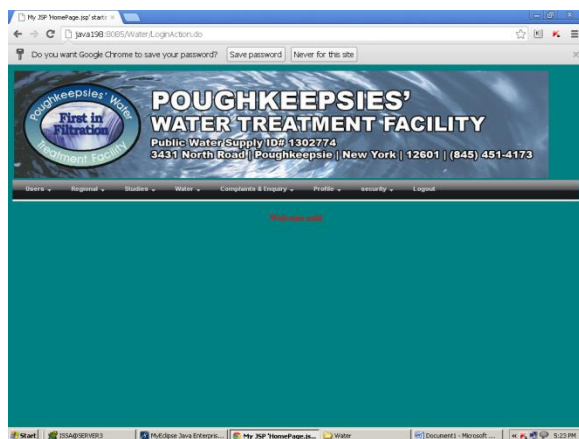 My JSP 'HomePage.jsp' starti
java198:8085/Water/LoginAction.do
Do you want Google Chrome to save your password? Save password Never for this site
Poughkeepsies' Water
First in
Filtration
Treatment Facility
POUGHKEEPSIES'
WATER TREATMENT FACILITY
Public Water Supply ID# 1302774
3431 North Road | Poughkeepsie | New York | 12601 | (845) 451-4173
Users Regional Studies Water Complaints & Enquiry Profile security Logout
Welcome
Start ISSA@SERVER3 MyEclipse Java Enterpris... My JSP 'HomePage.js... Water Document1 - Microsoft ... 5:23 PM